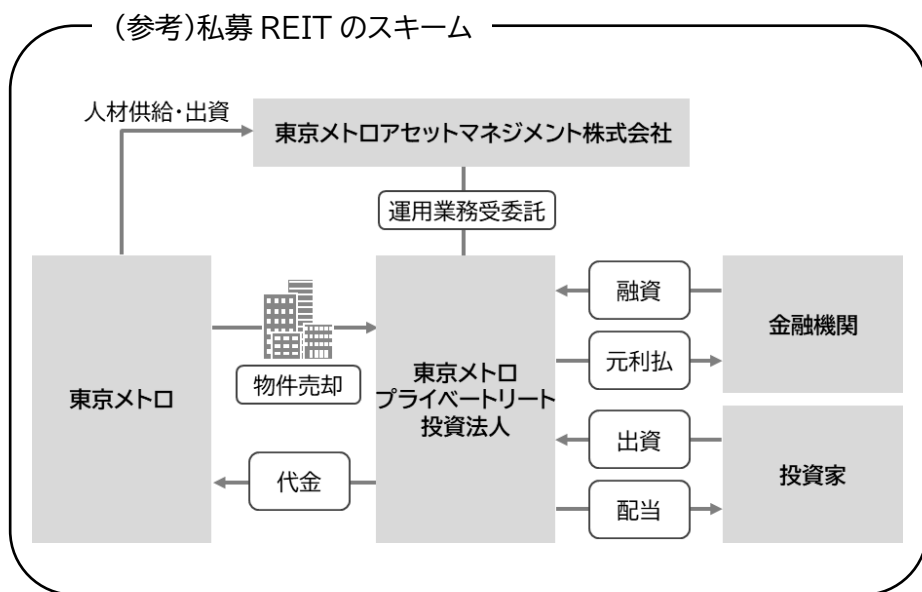 (参考)私募 REIT のスキーム
人材供給・出資
東京メトロアセットマネジメント株式会社
運用業務受委託
東京メトロ
物件売却
代金
東京メトロ
プライベートリート
投資法人
融資
元利払
出資
配当
金融機関
投資家